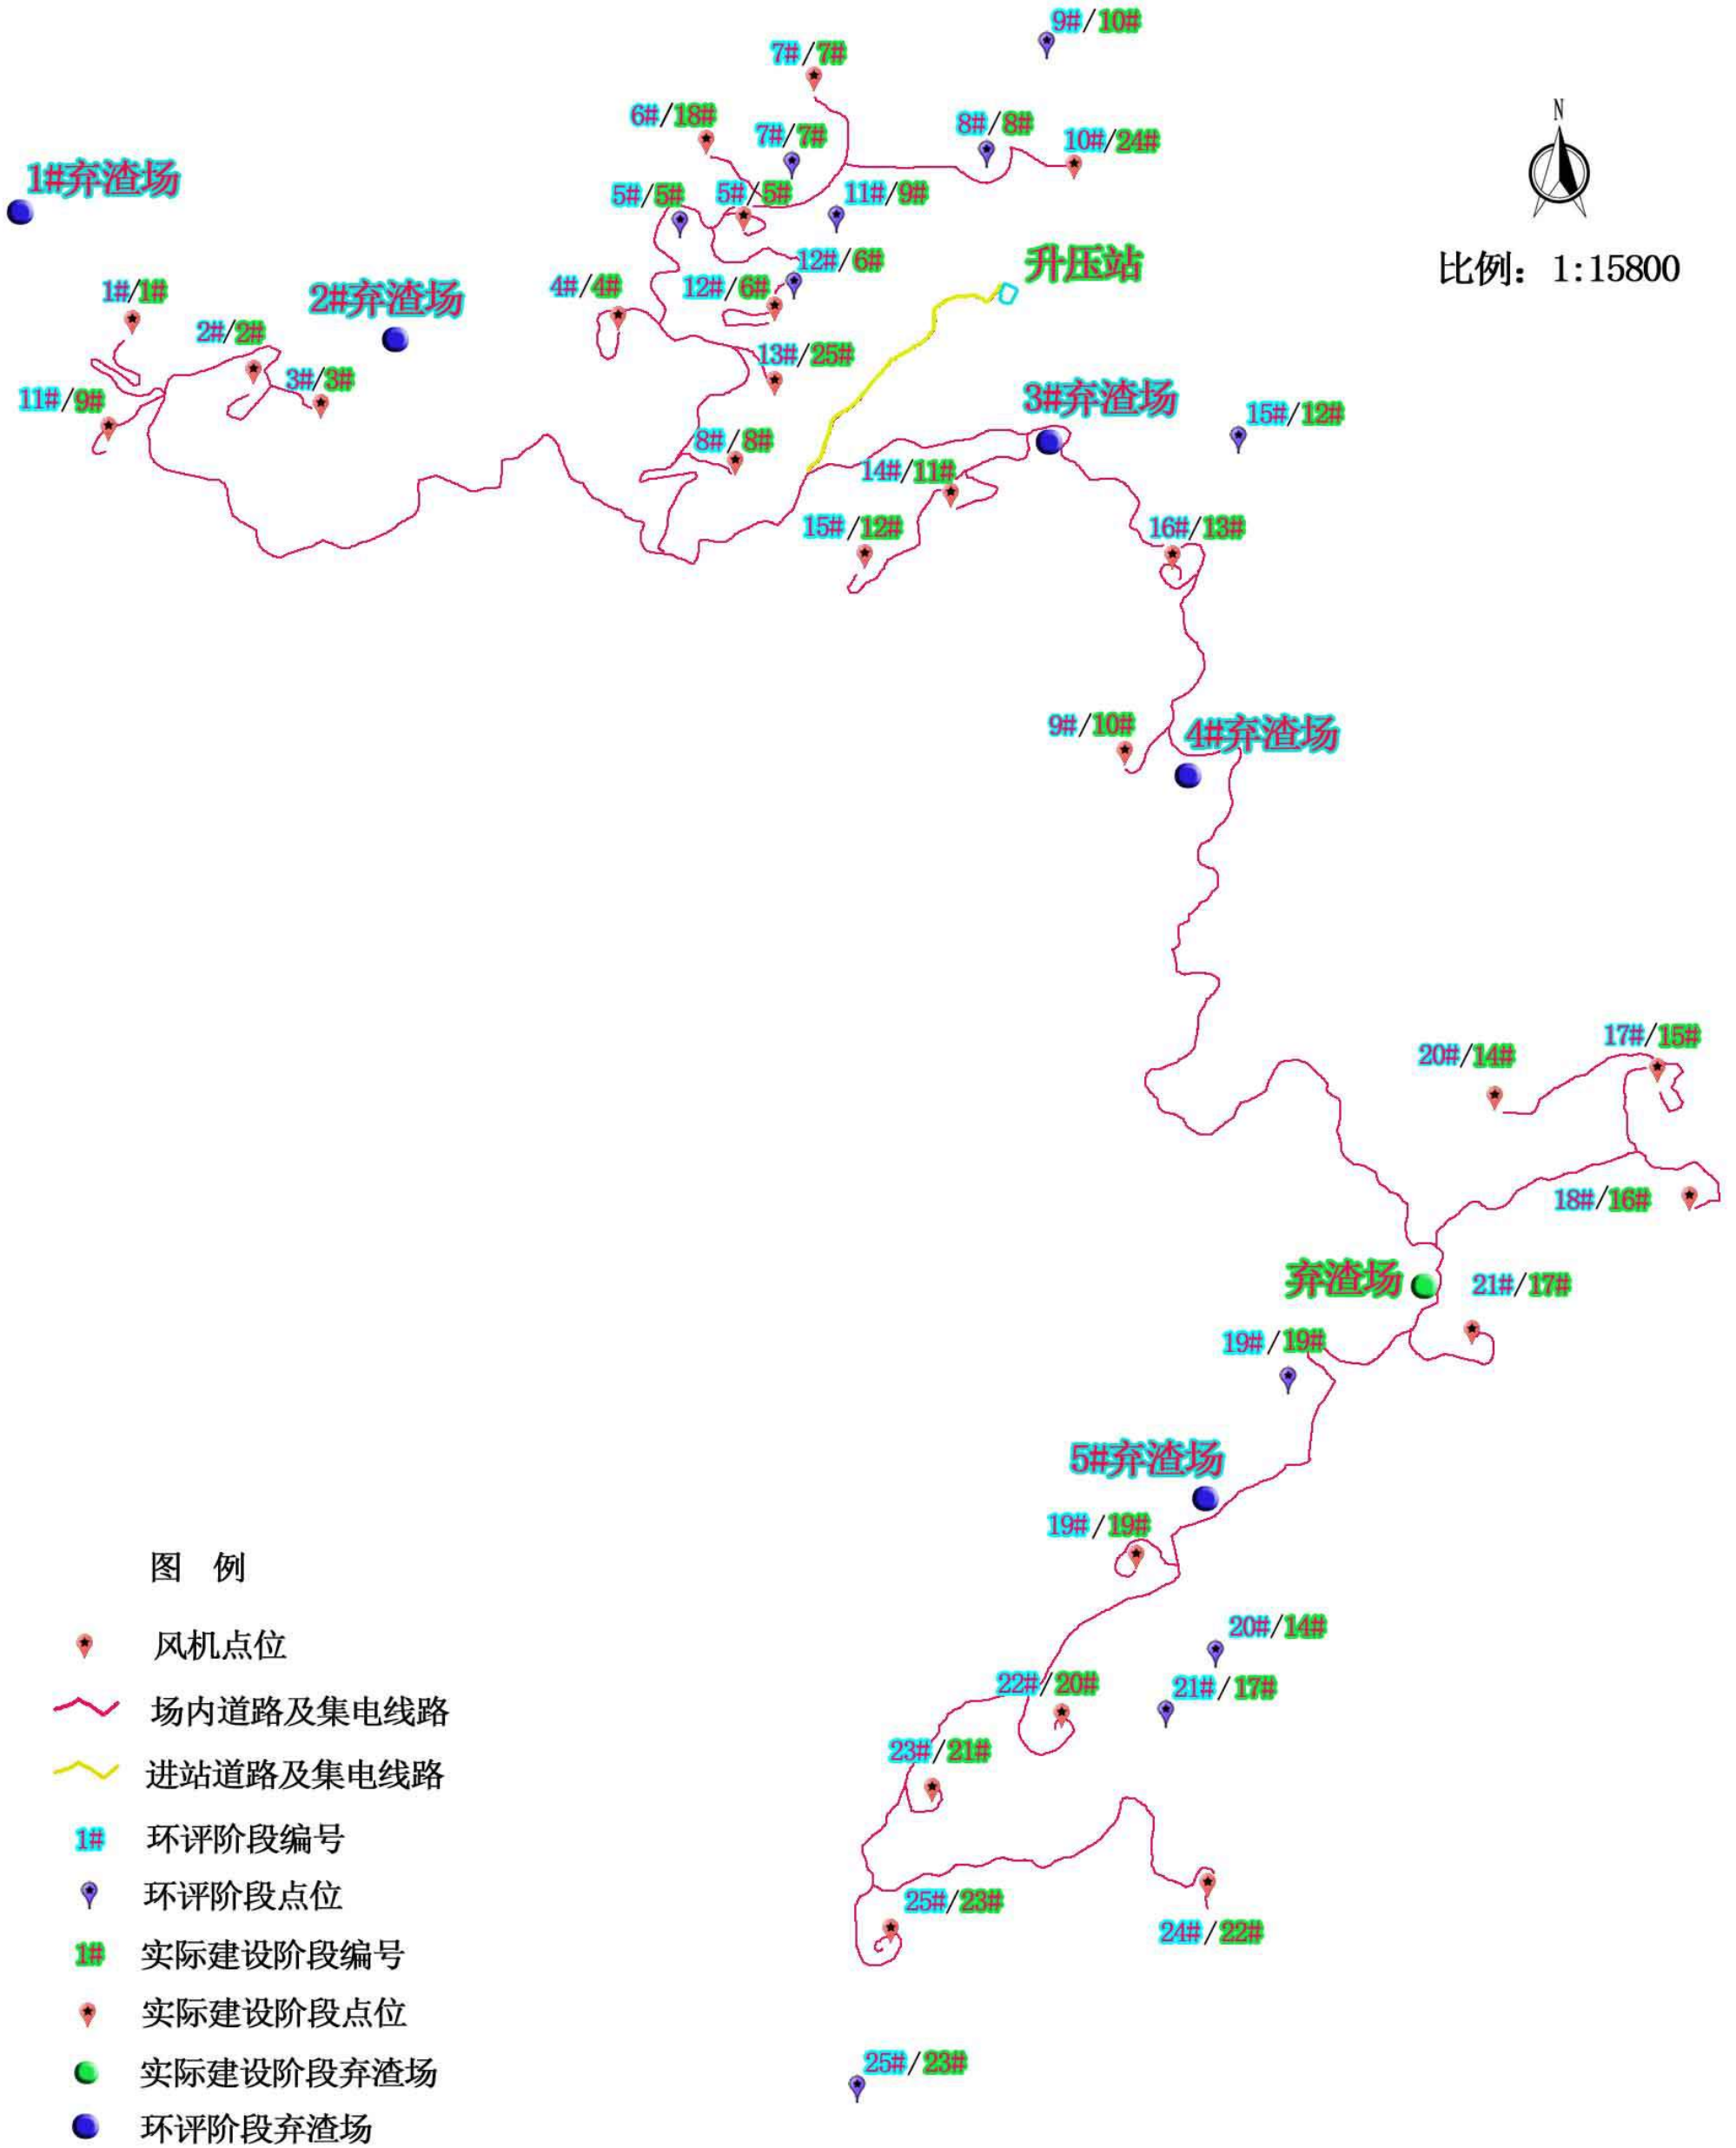 9#/10#
7#/7#
6#/18#
7#/7#
8#/8#
10#/24#
N
1#弃渣场
5#/5#
5#/5#
11#/9#
比例：1:15800
12#/6#
升压站
1#/1#
2#弃渣场
4#/4#
12#/6#
2#/2#
13#/25#
3#/3#
11#/9#
3#弃渣场
15#/12#
8#/8#
14#/11#
15#/12#
16#/13#
9#/10#
4#弃渣场
17#/15#
20#/14#
18#/16#
弃渣场
21#/17#
19#/19#
5#弃渣场
19#/19#
20#/14#
22#/20#
21#/17#
23#/21#
25#/23#
24#/22#
25#/23#
图 例
风机点位
场内道路及集电线路
进站道路及集电线路
1# 环评阶段编号
环评阶段点位
1# 实际建设阶段编号
实际建设阶段点位
实际建设阶段弃渣场
环评阶段弃渣场